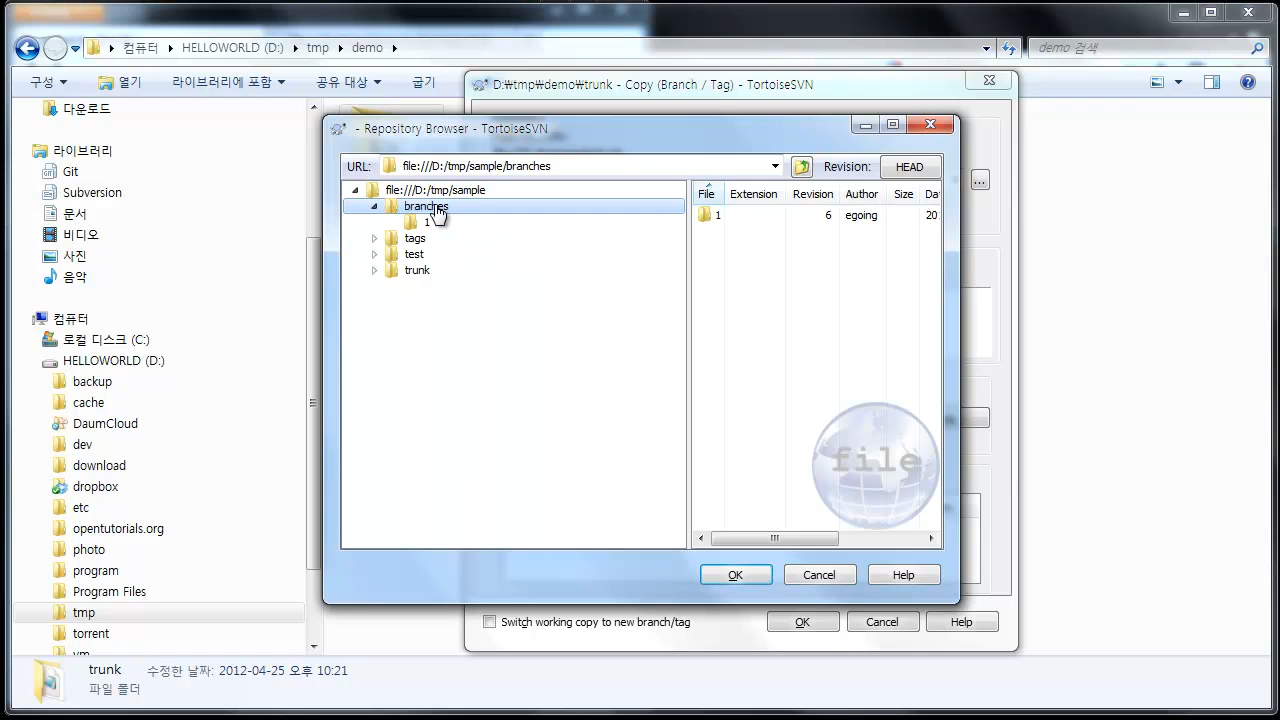 컴퓨터 HELLOWORLD (D:) tmp demo
demo 검색
구성 열기 라이브러리에 포함 공유 대상 굽기
D:₩tmp₩demo₩trunk - Copy (Branch / Tag) - TortoiseSVN
다운로드
라이브러리
Git
Subversion
문서
비디오
사진
음악
컴퓨터
로컬 디스크 (C:)
HELLOWORLD (D:)
backup
cache
DaumCloud
dev
download
dropbox
etc
opentutorials.org
photo
program
Program Files
tmp
torrent
vm
- Repository Browser - TortoiseSVN
URL: file:///D:/tmp/sample/branches Revision: HEAD
file:///D:/tmp/sample
branches
1
tags
test
trunk
File Extension Revision Author Size Da
1 6 egoing 20
file
OK Cancel Help
...
Switch working copy to new branch/tag OK Cancel Help
trunk 수정한 날짜: 2012-04-25 오후 10:21
파일 폴더